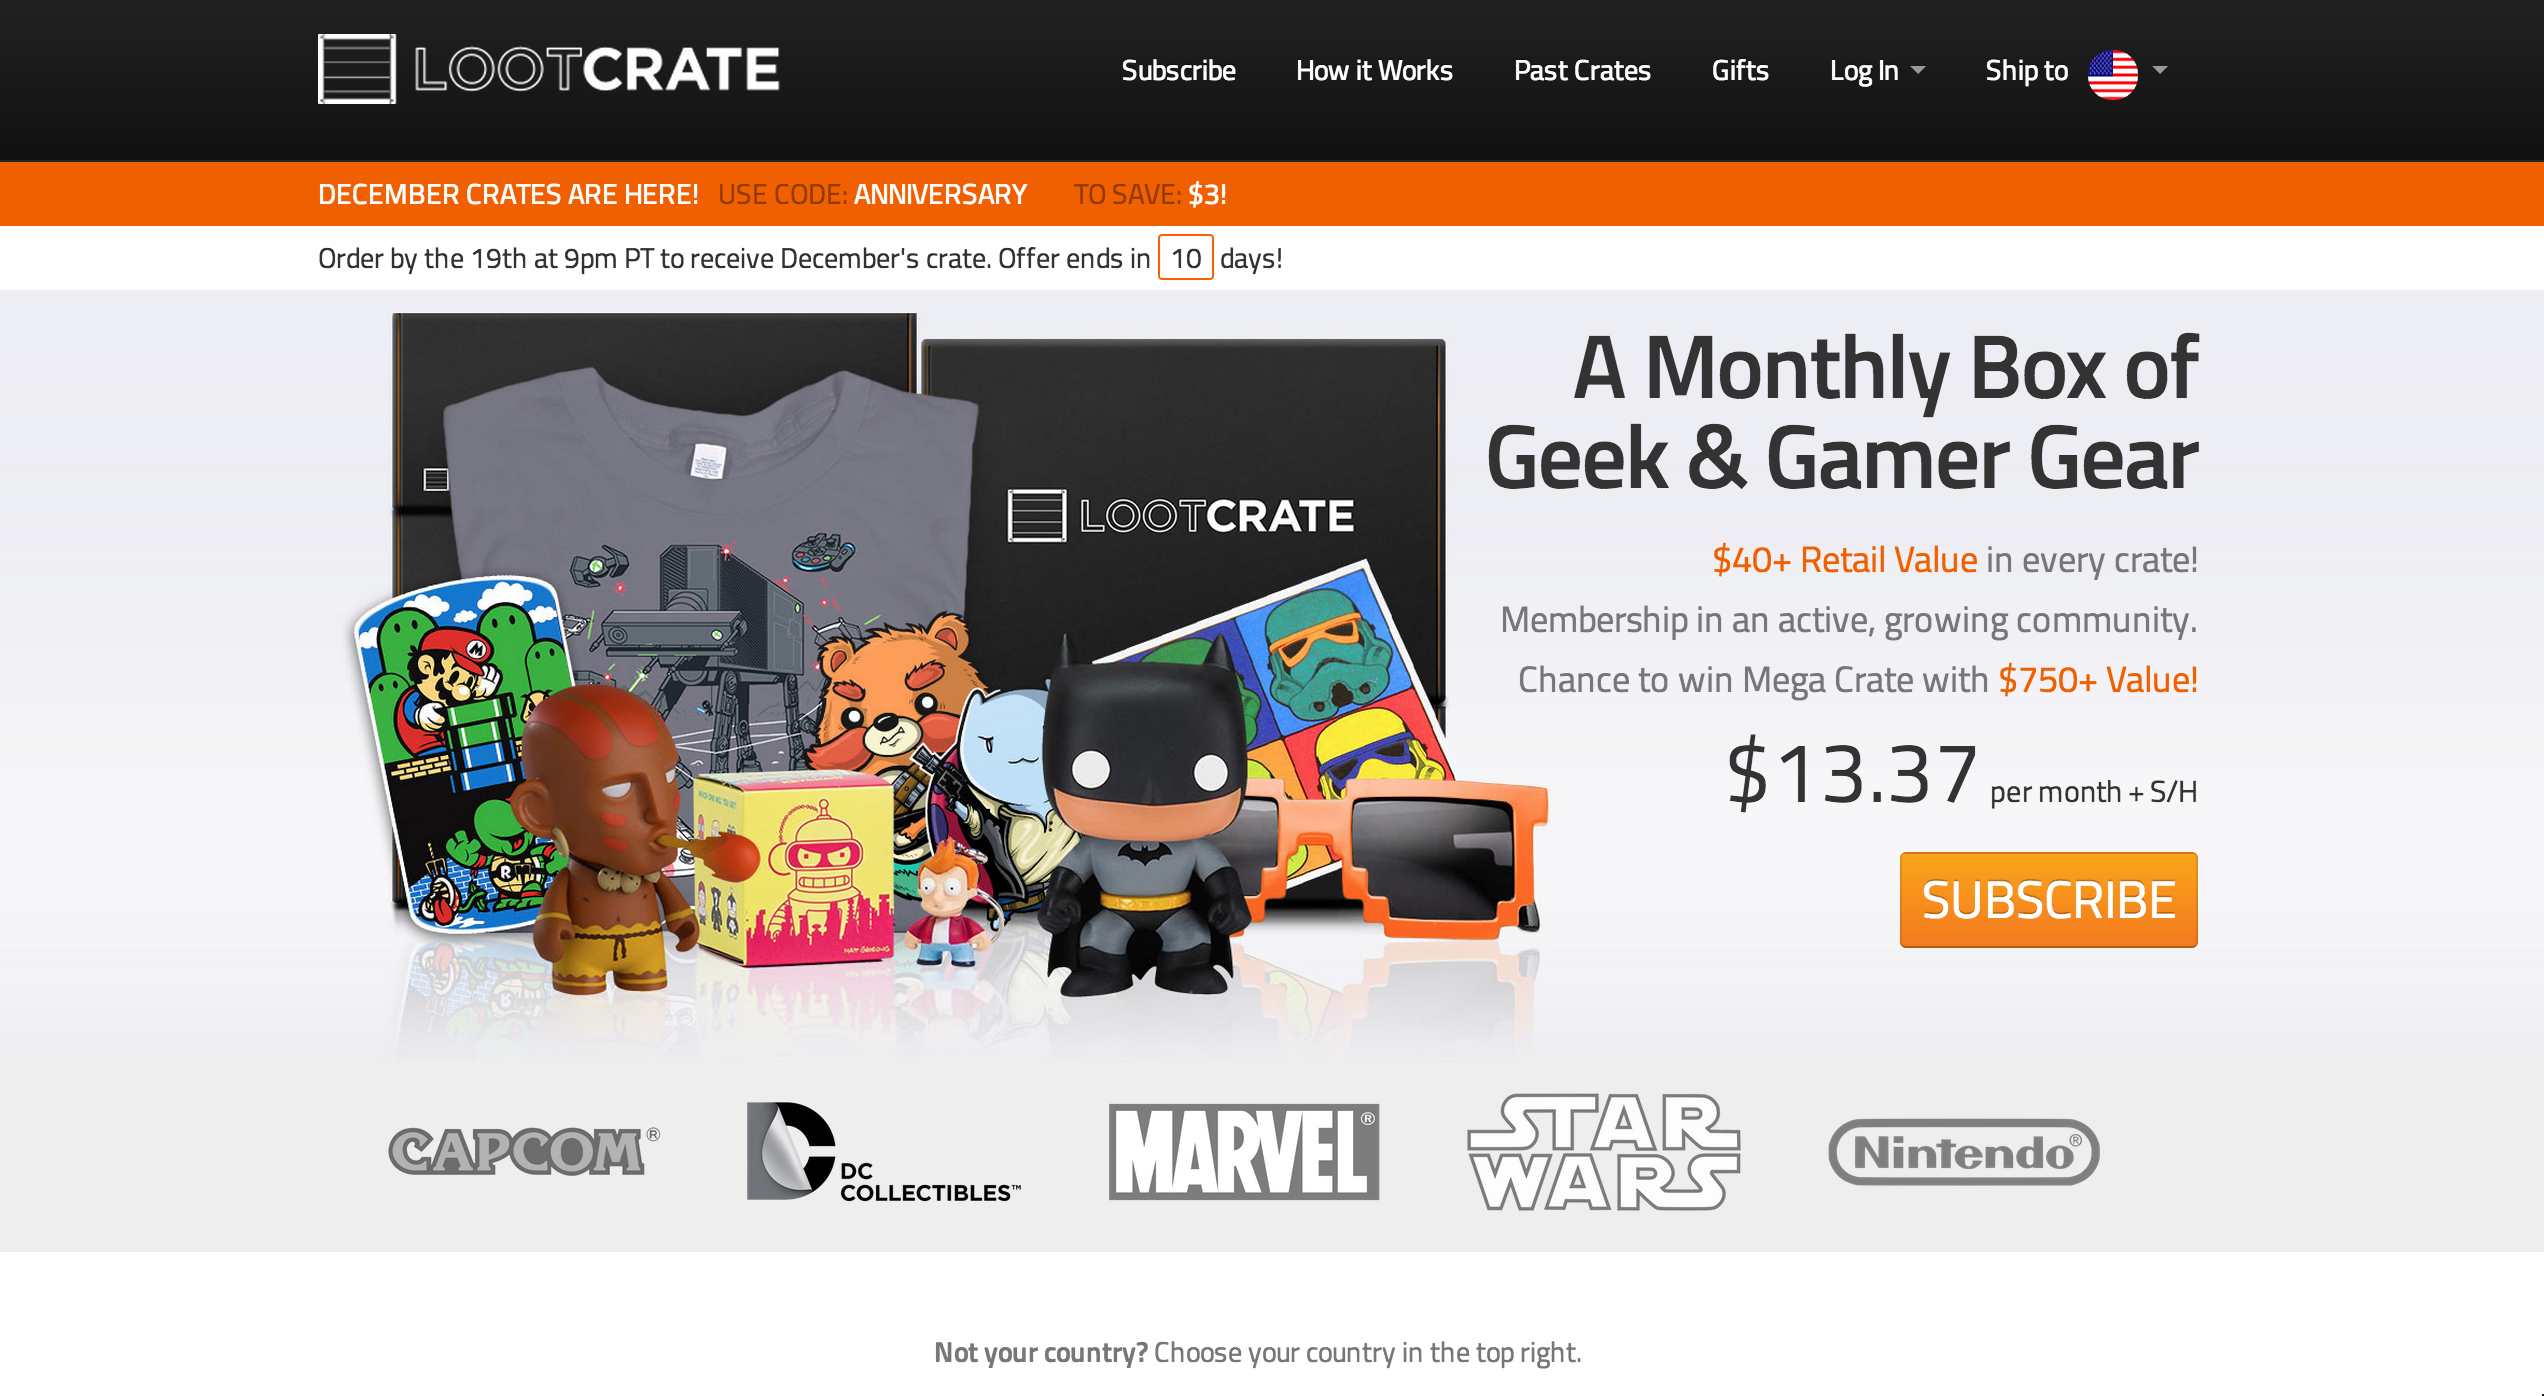 LOOTCRATE
Subscribe How it Works Past Crates Gifts Log In Ship to
DECEMBER CRATES ARE HERE! USE CODE: ANNIVERSARY TO SAVE: $3!
Order by the 19th at 9pm PT to receive December's crate. Offer ends in 10 days!
A Monthly Box of
Geek & Gamer Gear
LOOTCRATE
$40+ Retail Value in every crate!
Membership in an active, growing community.
Chance to win Mega Crate with $750+ Value!
$13.37 per month + S/H
SUBSCRIBE
CAPCOM®
DC
COLLECTIBLES™
MARVEL®
STAR
WARS
Nintendo®
Not your country? Choose your country in the top right.